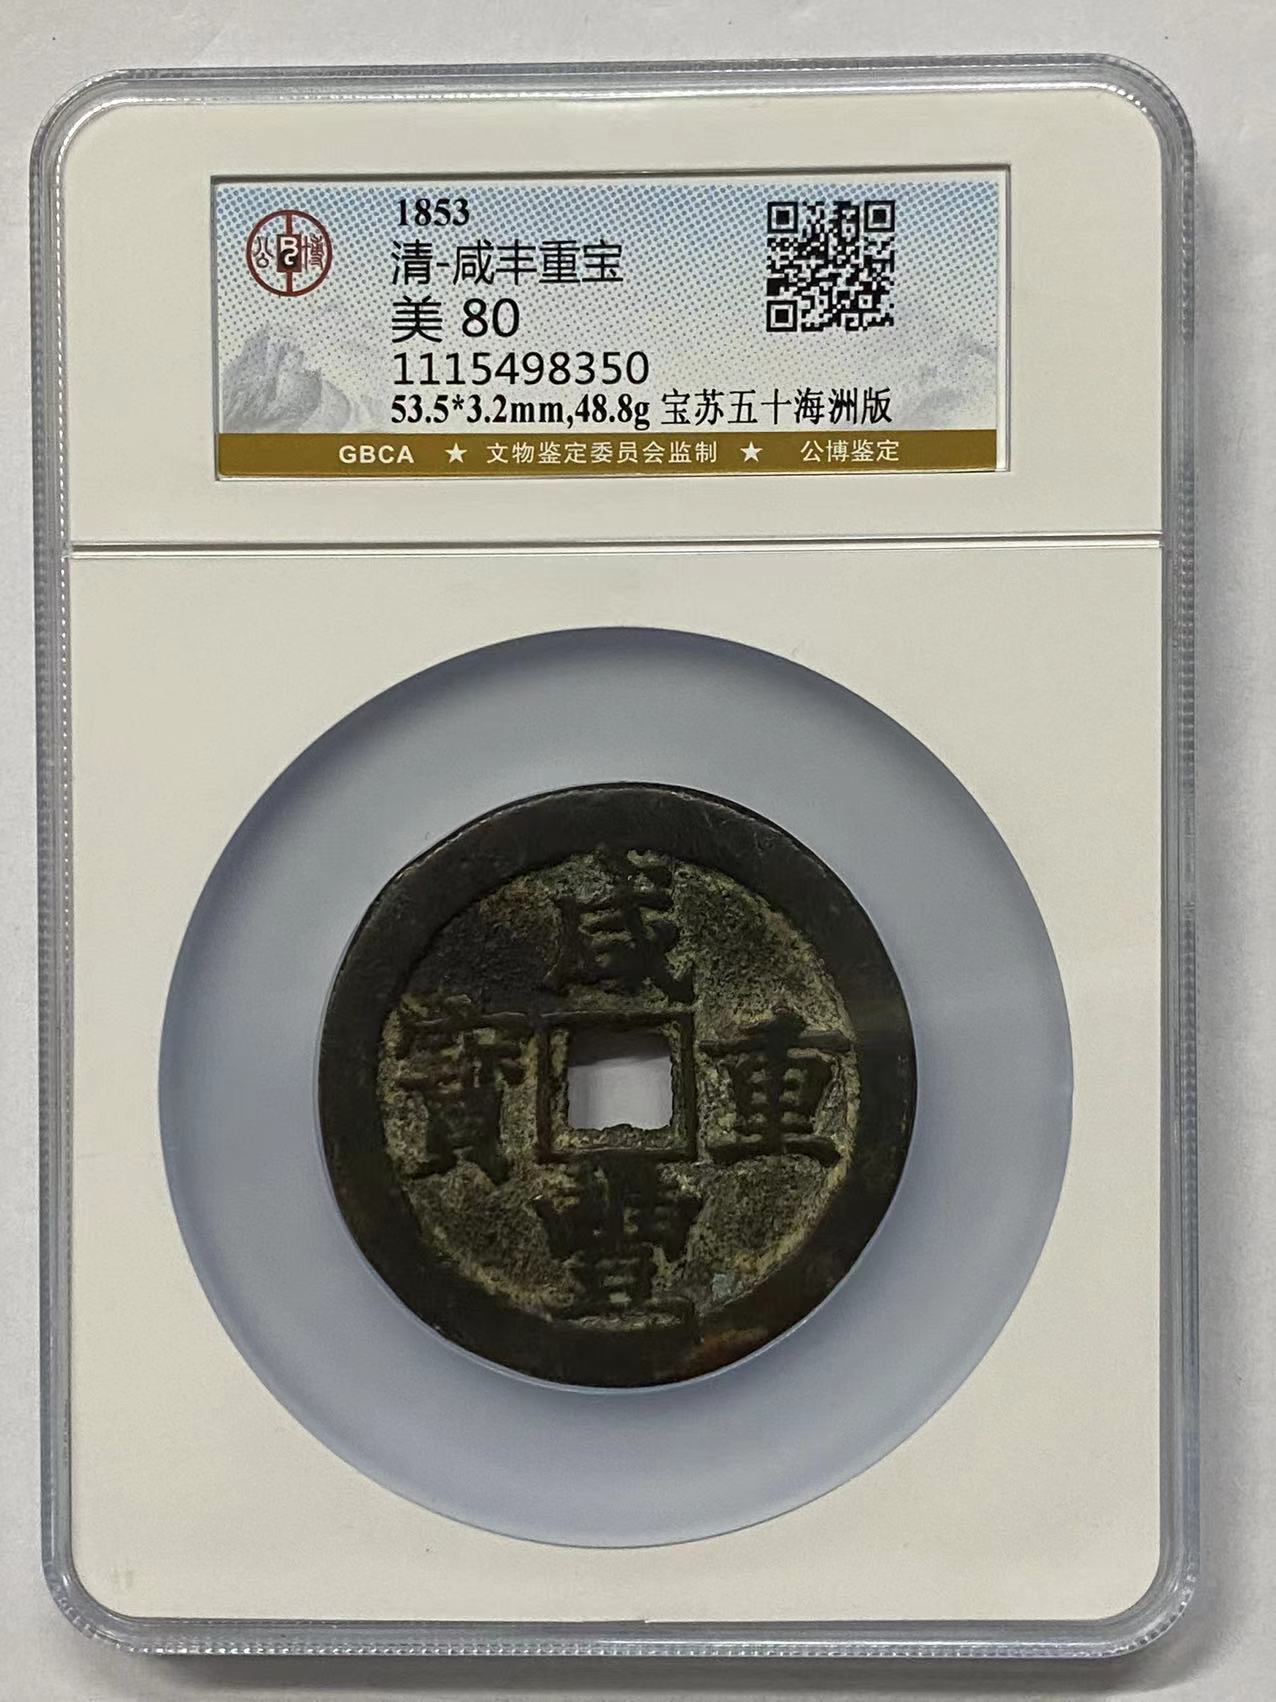 公博
1853
清-咸丰重宝
美 80
1115498350
53.5*3.2mm,48.8g 宝苏五十海洲版
GBCA ★ 文物鉴定委员会监制 ★ 公博鉴定
咸
寶 重
豐